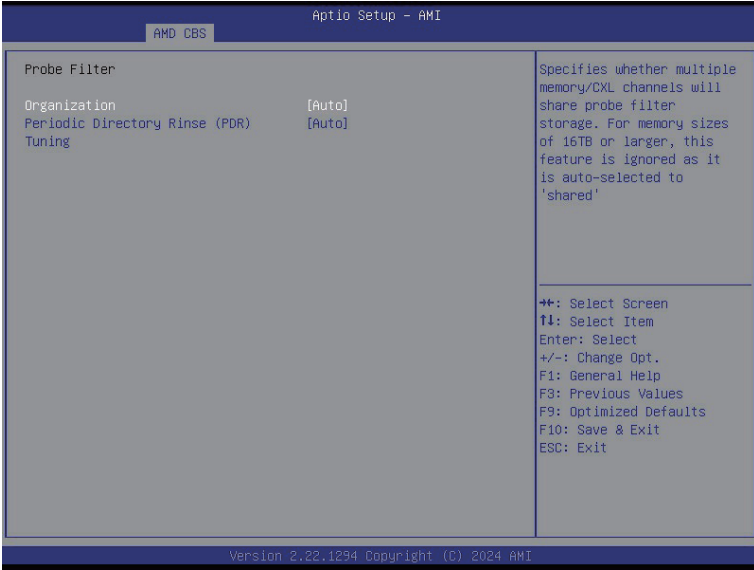 Aptio Setup – AMI
AMD CBS
Probe Filter
Organization [Auto]
Periodic Directory Rinse (PDR) [Auto]
Tuning
Specifies whether multiple
memory/CXL channels will
share probe filter
storage. For memory sizes
of 16TB or larger, this
feature is ignored as it
is auto-selected to
'shared'
→←: Select Screen
↑↓: Select Item
Enter: Select
+/-: Change Opt.
F1: General Help
F3: Previous Values
F9: Optimized Defaults
F10: Save & Exit
ESC: Exit
Version 2.22.1294 Copyright (C) 2024 AMI